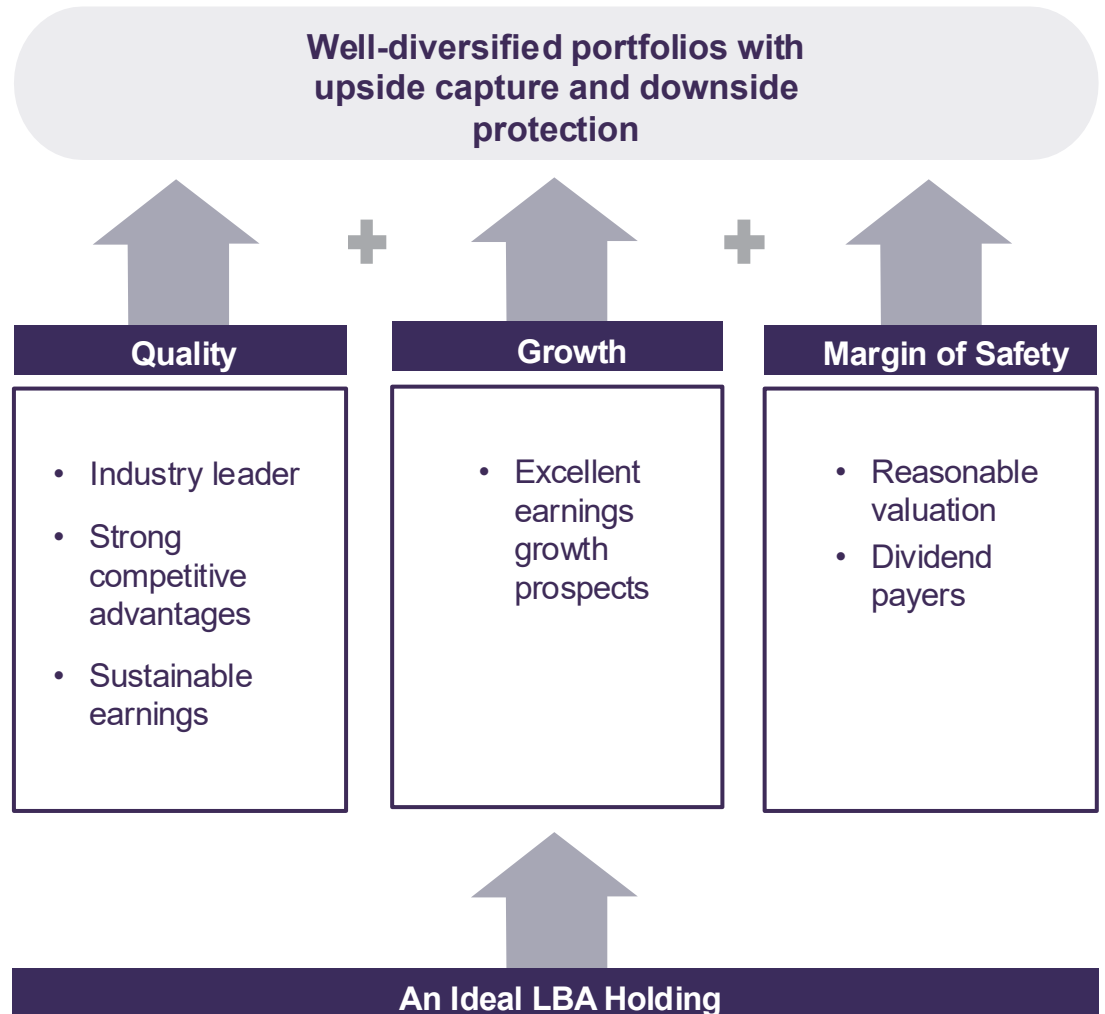 Well-diversified portfolios with
upside capture and downside
protection
Quality
Growth
Margin of Safety
• Industry leader
• Strong
competitive
advantages
• Sustainable
earnings
• Excellent
earnings
growth
prospects
• Reasonable
valuation
• Dividend
payers
An Ideal LBA Holding